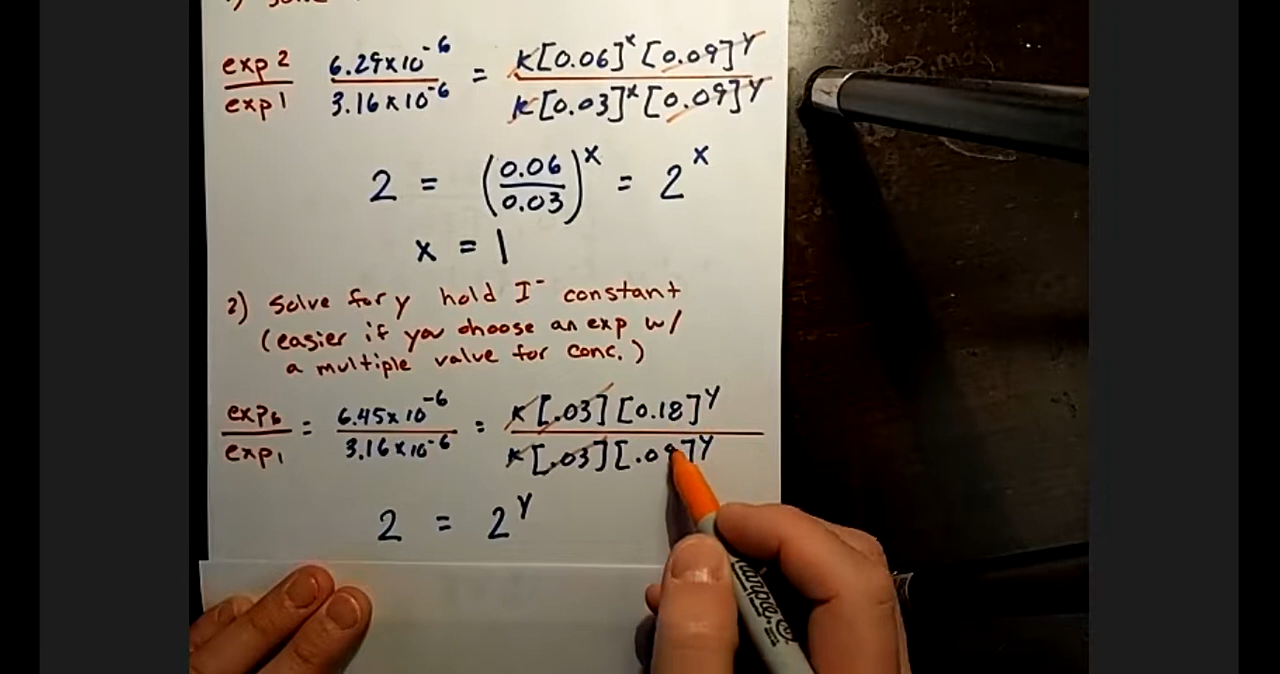 exp 2 6.29x10^-6 = K[0.06]^x [0.09]^y
exp 1 3.16x10^-6 K[0.03]^x [0.09]^y
2 = (0.06/0.03)^x = 2^x
x = 1
2) Solve for y hold I^- constant
(easier if you choose an exp w/
a multiple value for conc.)
exp6 = 6.45x10^-6 = K[.03][0.18]^y
exp1 3.16x10^-6 K[.03][.09]^y
2 = 2^y